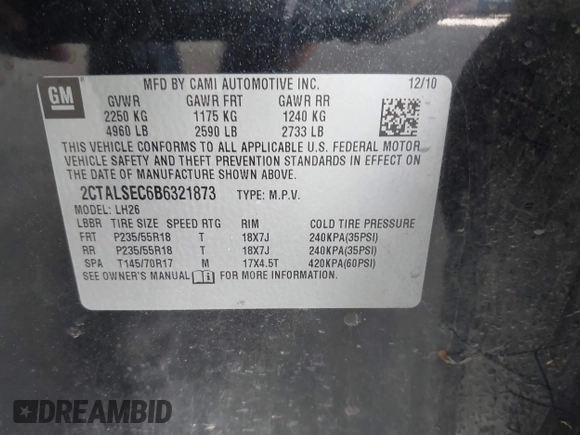 GM
MFD BY CAMI AUTOMOTIVE INC. 12/10
GVWR GAWR FRT GAWR RR
2250 KG 1175 KG 1240 KG
4960 LB 2590 LB 2733 LB
THIS VEHICLE CONFORMS TO ALL APPLICABLE U.S. FEDERAL MOTOR
VEHICLE SAFETY AND THEFT PREVENTION STANDARDS IN EFFECT ON
THE DATE OF MANUFACTURE SHOWN ABOVE.
2CTALSEC6B6321873 TYPE: M.P.V.
MODEL: LH26
LBBR TIRE SIZE SPEED RTG RIM COLD TIRE PRESSURE
FRT P235/55R18 T 18X7J 240KPA(35PSI)
RR P235/55R18 T 18X7J 240KPA(35PSI)
SPA T145/70R17 M 17X4.5T 420KPA(60PSI)
SEE OWNER'S MANUAL FOR MORE INFORMATION.
DREAMBID